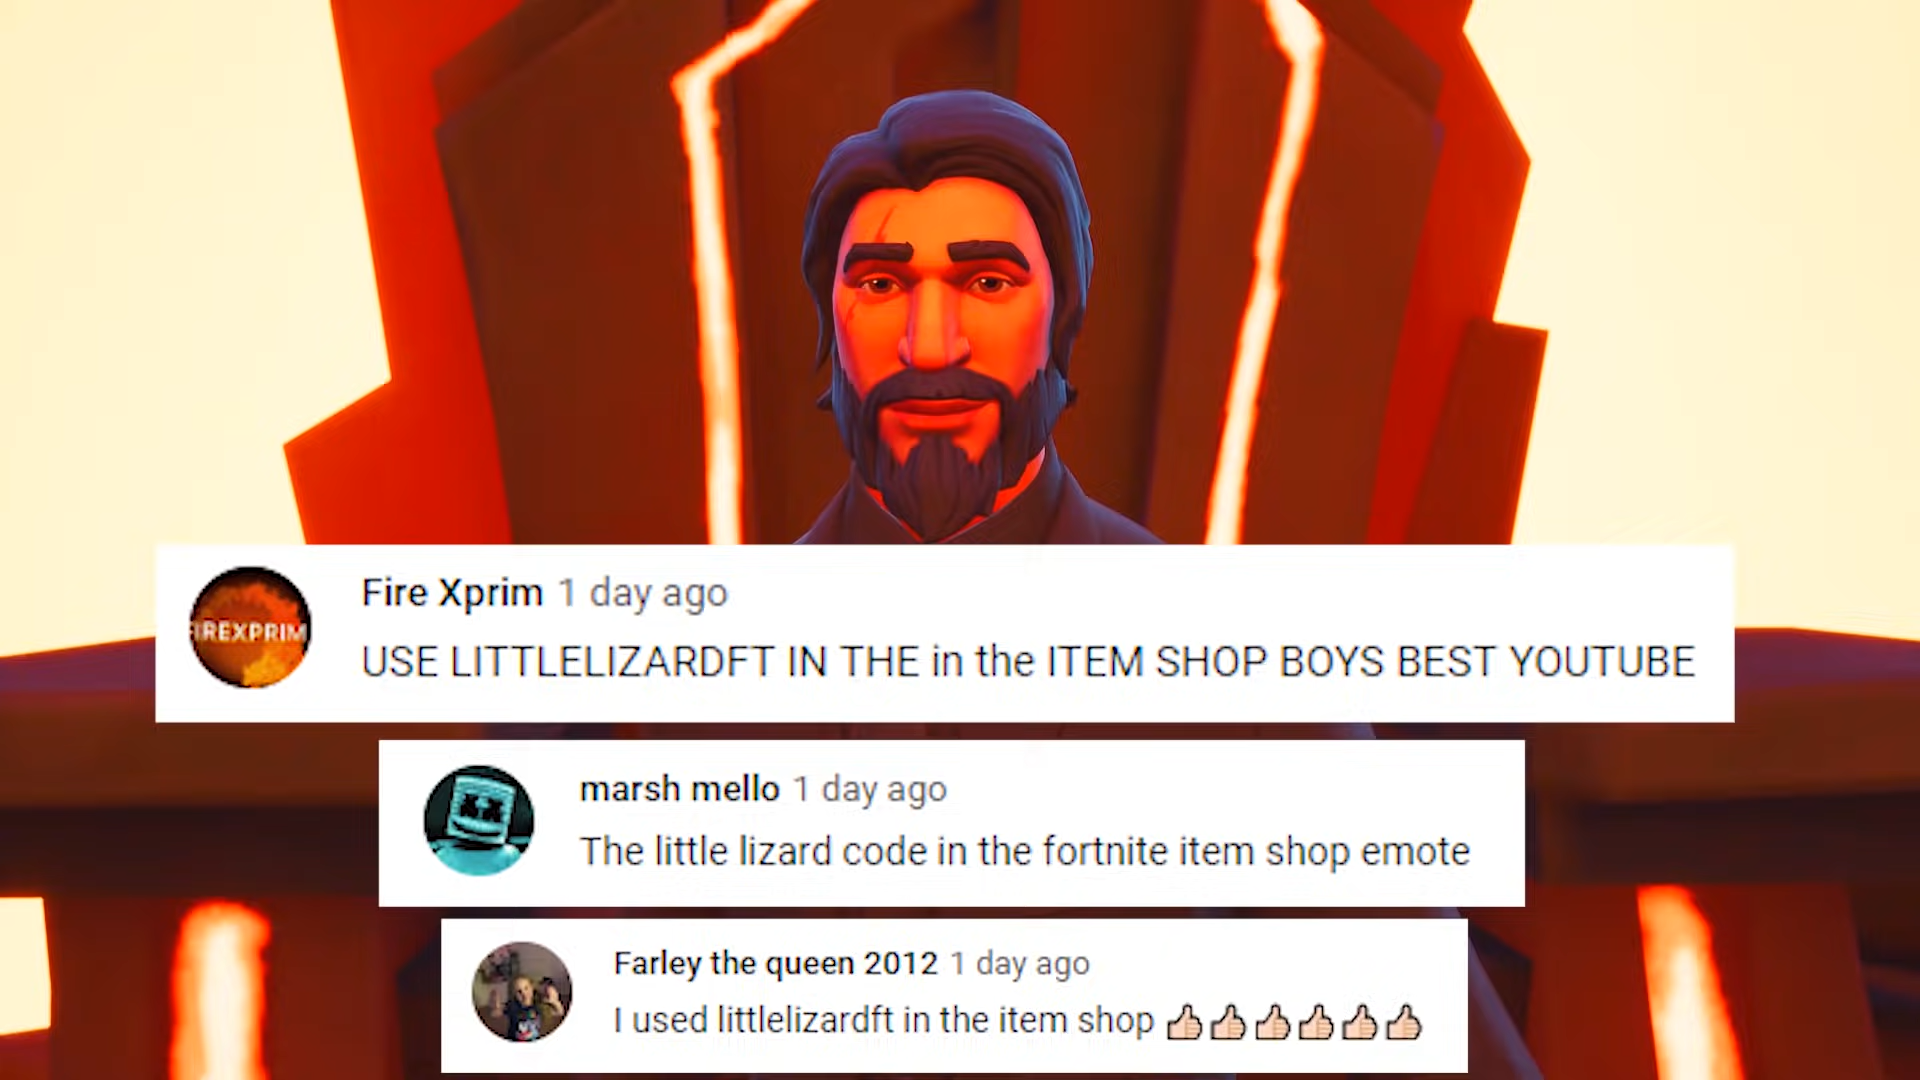 FIREXPRIM
Fire Xprim 1 day ago
USE LITTLELIZARDFT IN THE in the ITEM SHOP BOYS BEST YOUTUBE
marsh mello 1 day ago
The little lizard code in the fortnite item shop emote
Farley the queen 2012 1 day ago
I used littlelizardft in the item shop 👍🏻👍🏻👍🏻👍🏻👍🏻👍🏻